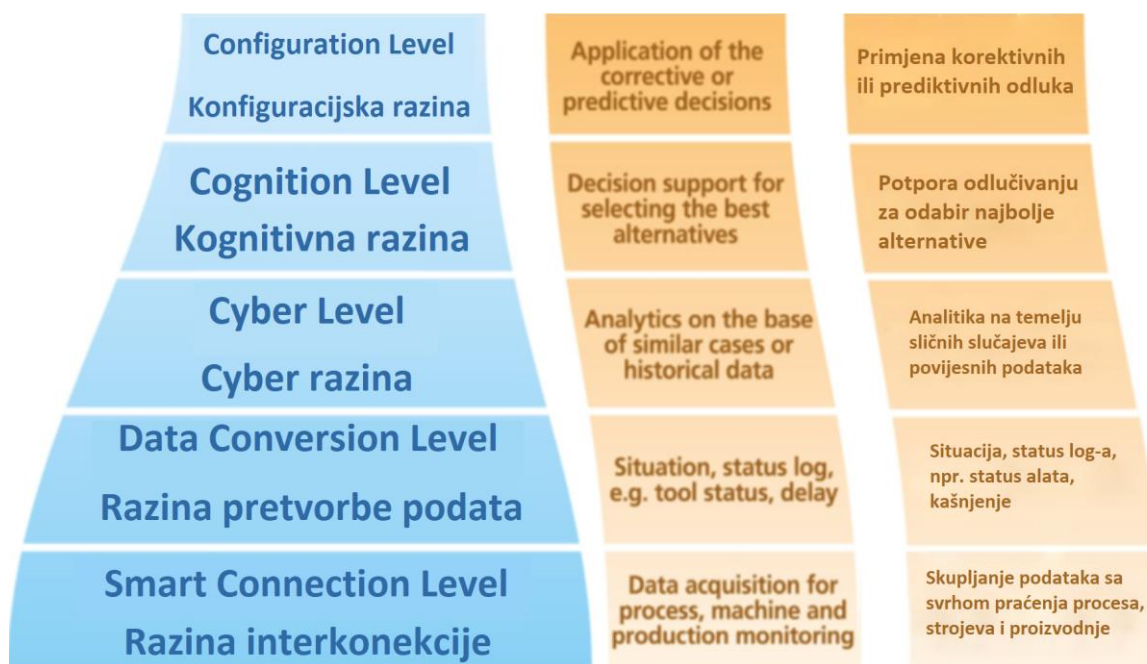 Configuration Level
Konfiguracijska razina
Application of the
corrective or
predictive decisions
Primjena korektivnih
ili prediktivnih odluka
Cognition Level
Kognitivna razina
Decision support for
selecting the best
alternatives
Potpora odlučivanju
za odabir najbolje
alternative
Cyber Level
Cyber razina
Analytics on the base
of similar cases or
historical data
Analitika na temelju
sličnih slučajeva ili
povijesnih podataka
Data Conversion Level
Razina pretvorbe podata
Situation, status log,
e.g. tool status, delay
Situacija, status log-a,
npr. status alata,
kašnjenje
Smart Connection Level
Razina interkonekcije
Data acquisition for
process, machine and
production monitoring
Skupljanje podataka sa
svrhom praćenja procesa,
strojeva i proizvodnje